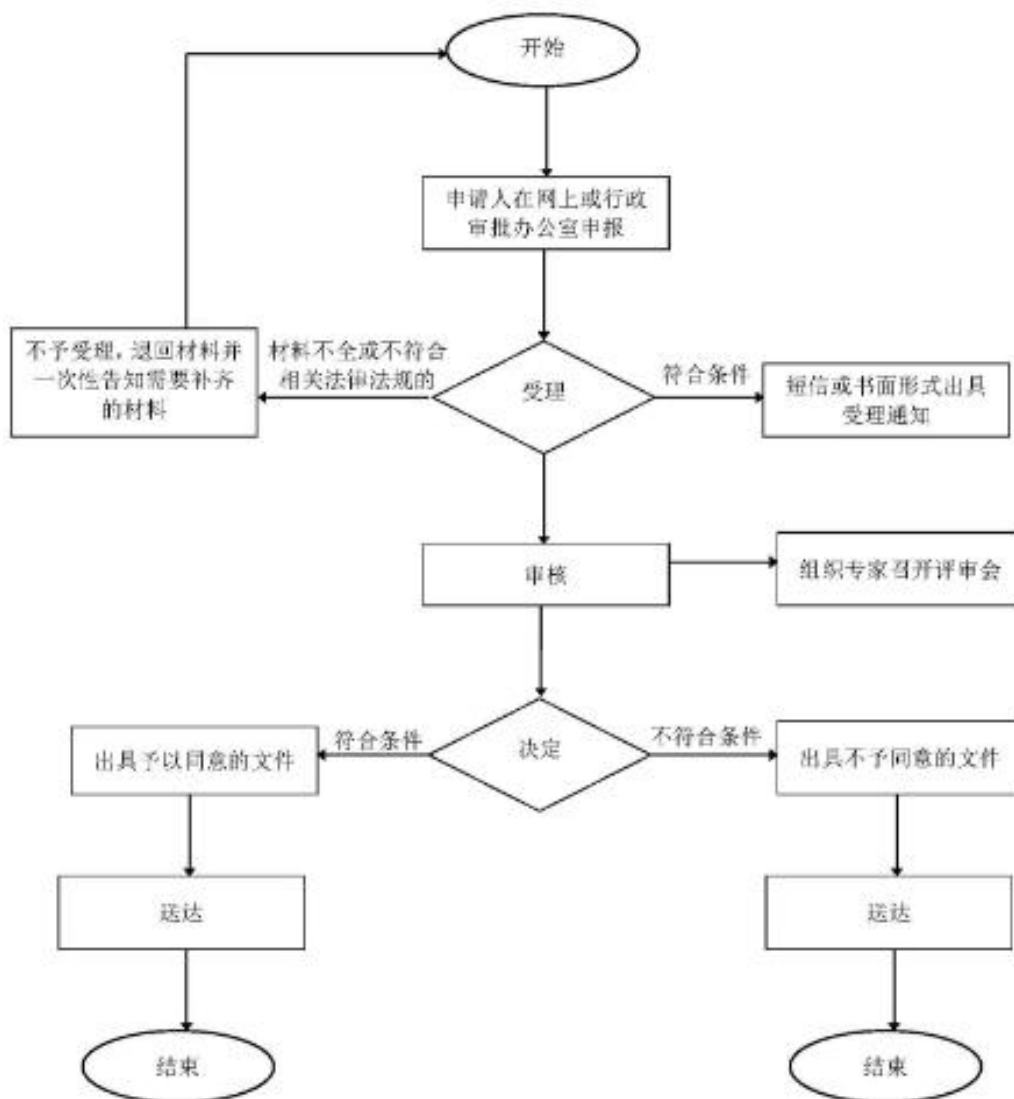 开始
申请人在网上或行政
审批办公室申报
不予受理，退回材料并
一次性告知需要补齐
的材料
材料不全或不符合
相关法律法规的
受理
符合条件
短信或书面形式出具
受理通知
审核
组织专家召开评审会
出具予以同意的文件
符合条件
决定
不符合条件
出具不予同意的文件
送达
送达
结束
结束